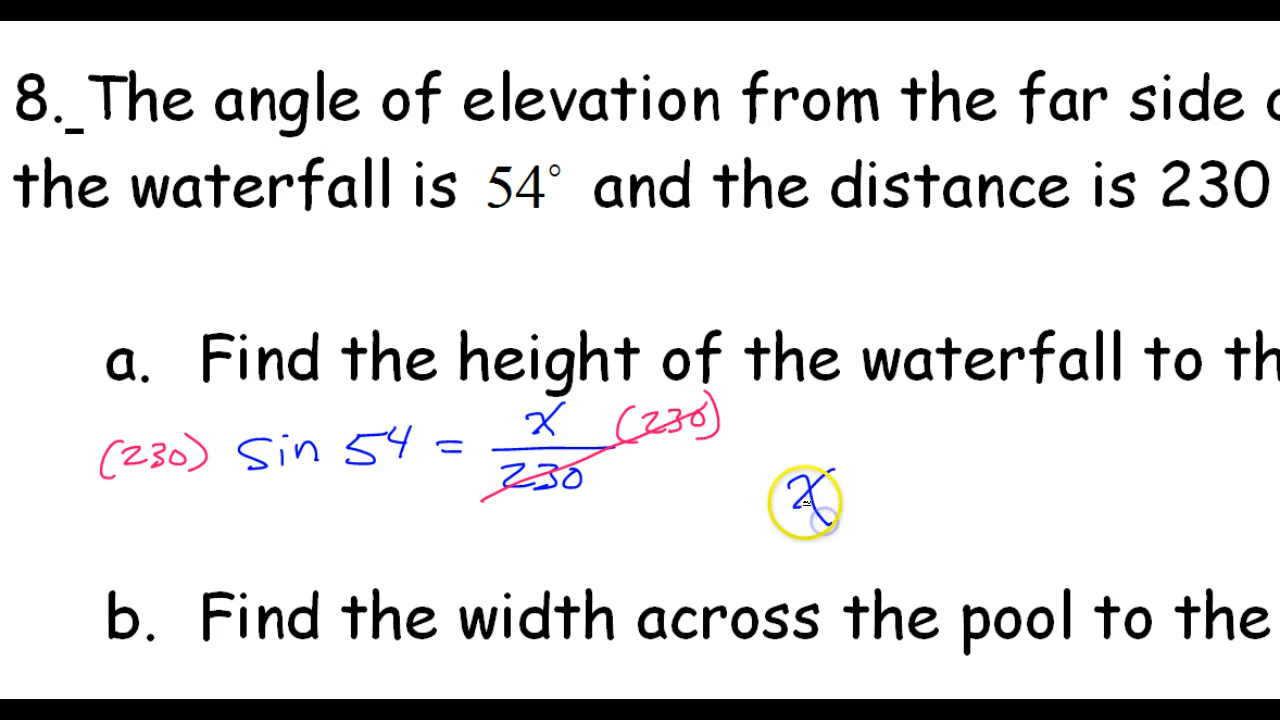 8. The angle of elevation from the far side
the waterfall is 54° and the distance is 230
a. Find the height of the waterfall to th
(230) sin 54 = x/230 (230)
x
b. Find the width across the pool to the